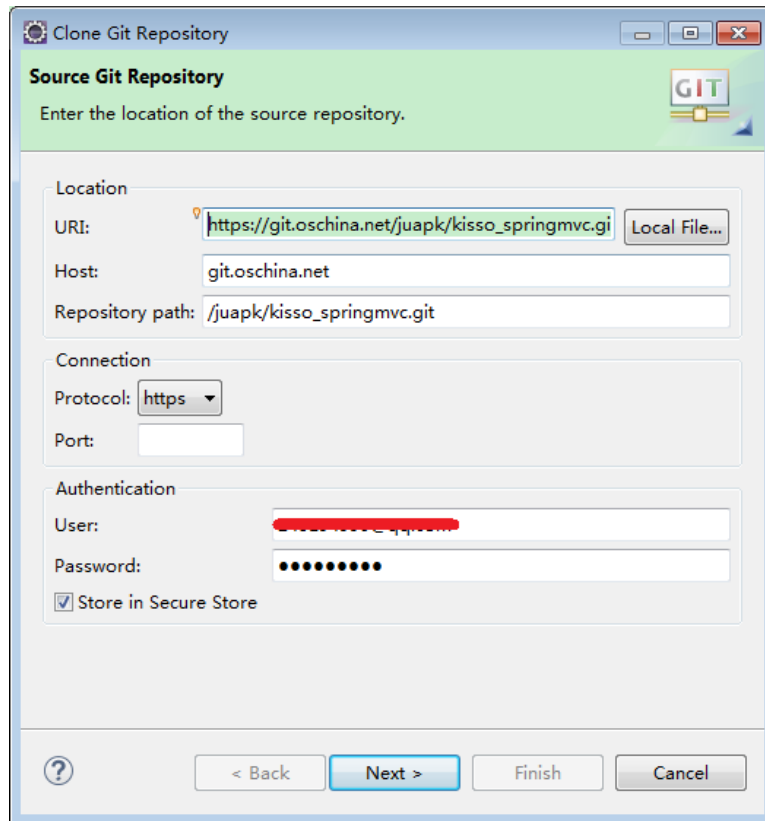 Clone Git Repository
Source Git Repository
GIT
Enter the location of the source repository.
Location
URI: https://git.oschina.net/juapk/kisso_springmvc.gi Local File...
Host: git.oschina.net
Repository path: /juapk/kisso_springmvc.git
Connection
Protocol: https
Port:
Authentication
User:
Password: ●●●●●●●●●
Store in Secure Store
? < Back Next > Finish Cancel